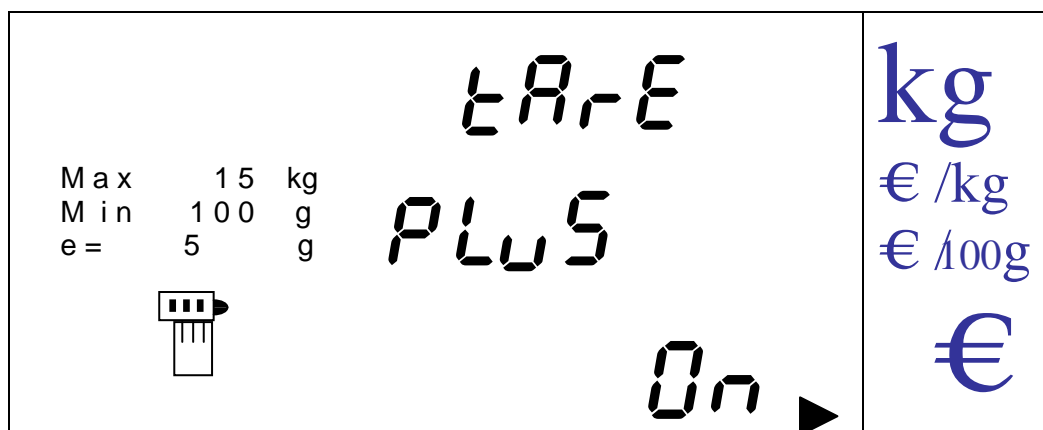 tArE
Max 15 kg
Min 100 g
e= 5 g
PLuS
On
kg
€ /kg
€ /100g
€